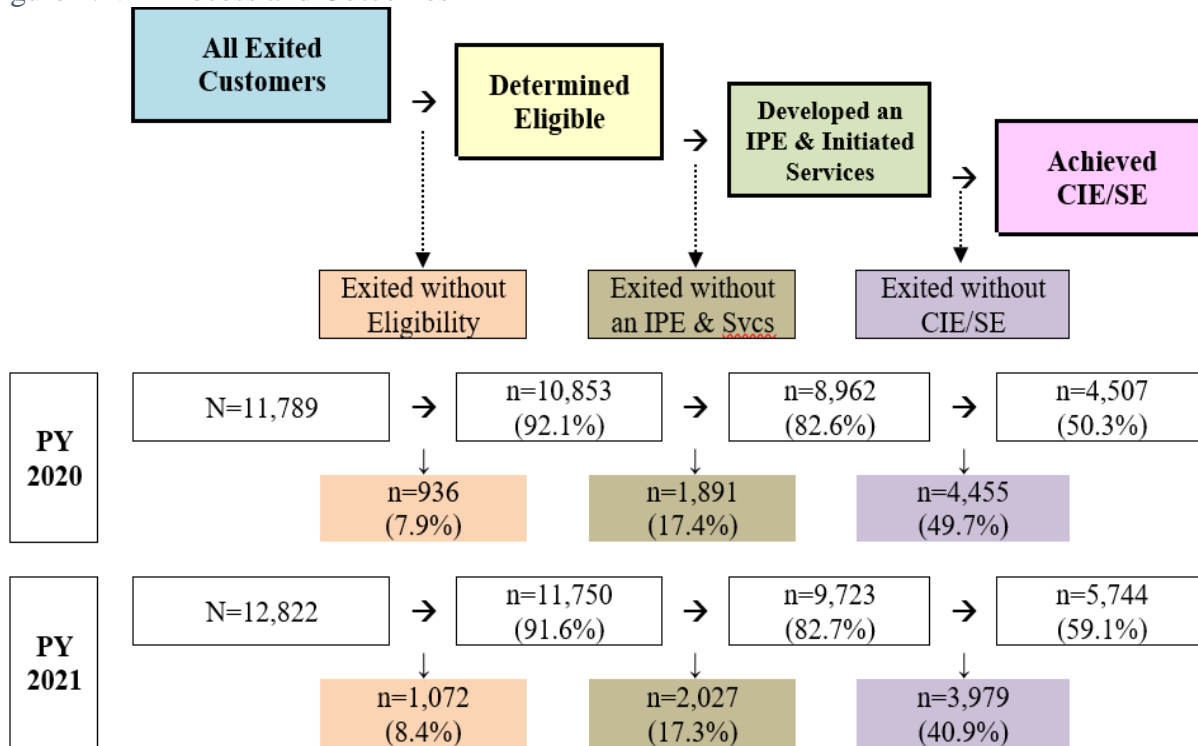 All Exited
Customers
Determined
Eligible
Developed an
IPE & Initiated
Services
Achieved
CIE/SE
Exited without
Eligibility
Exited without
an IPE & Svcs
Exited without
CIE/SE
PY
2020
N=11,789
n=10,853
(92.1%)
n=8,962
(82.6%)
n=4,507
(50.3%)
n=936
(7.9%)
n=1,891
(17.4%)
n=4,455
(49.7%)
PY
2021
N=12,822
n=11,750
(91.6%)
n=9,723
(82.7%)
n=5,744
(59.1%)
n=1,072
(8.4%)
n=2,027
(17.3%)
n=3,979
(40.9%)